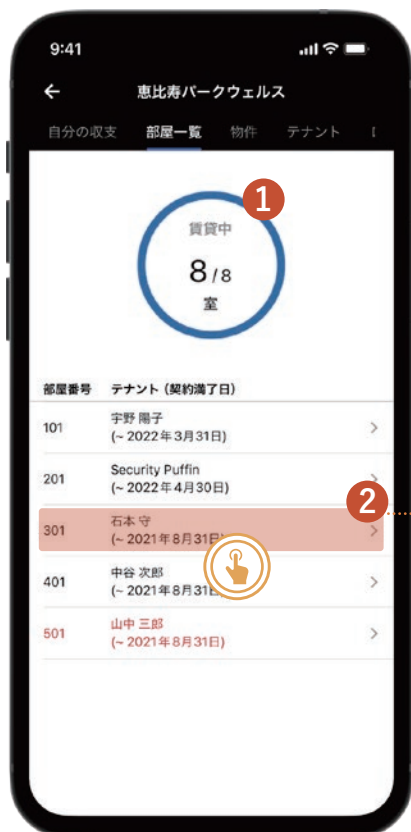 9:41
恵比寿パークウェルス
自分の収支 部屋一覧 物件 テナント
1
賃貸中
8/8
室
部屋番号 テナント（契約満了日）
101 宇野 陽子
(~ 2022年3月31日)
201 Security Puffin
(~ 2022年4月30日)
2
301 石本 守
(~ 2021年8月31日)
401 中谷 次郎
(~ 2021年8月31日)
501 山中 三郎
(~ 2021年8月31日)